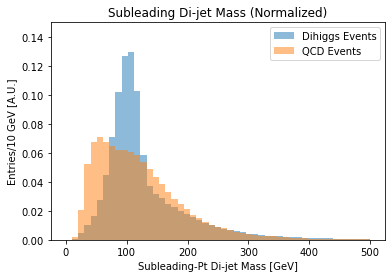 Subleading Di-jet Mass (Normalized)
Dihiggs Events
QCD Events
Entries/10 GeV [A.U.]
0.14
0.12
0.10
0.08
0.06
0.04
0.02
0.00
0 100 200 300 400 500
Subleading-Pt Di-jet Mass [GeV]